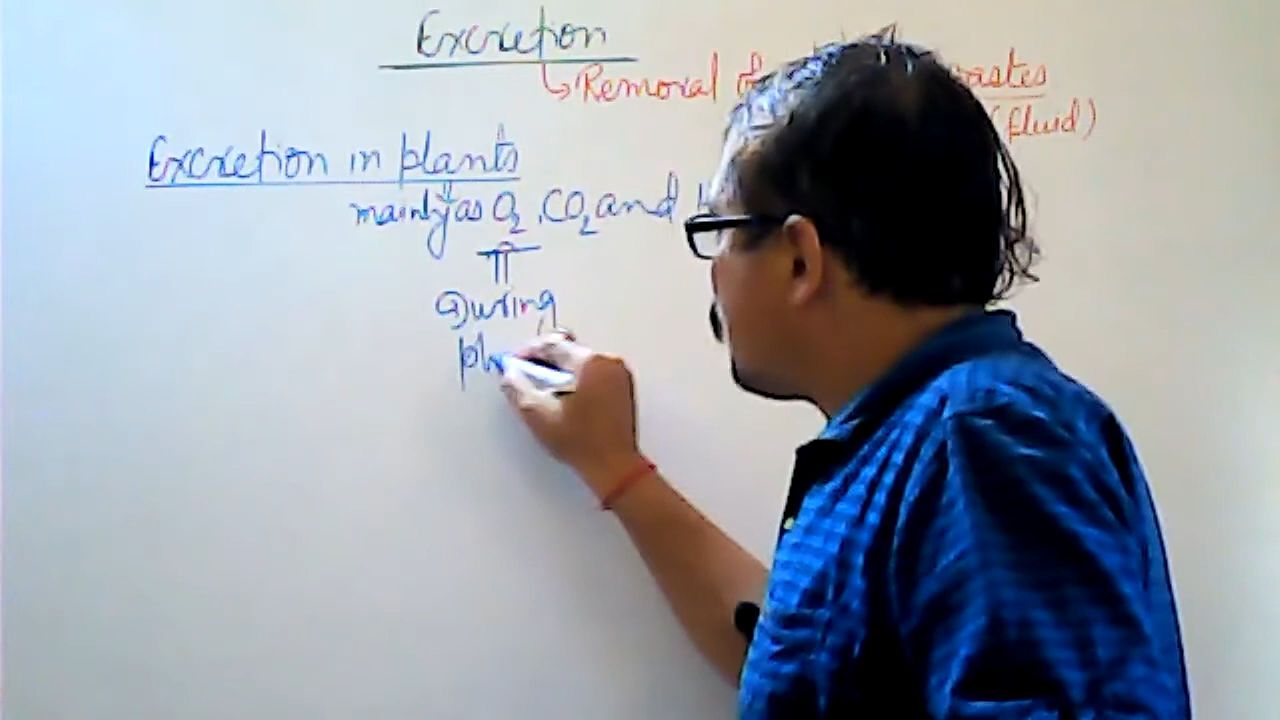 Excretion
↳ Removal of wastes
(fluid)
Excretion in plants
mainly as O₂, CO₂ and
During